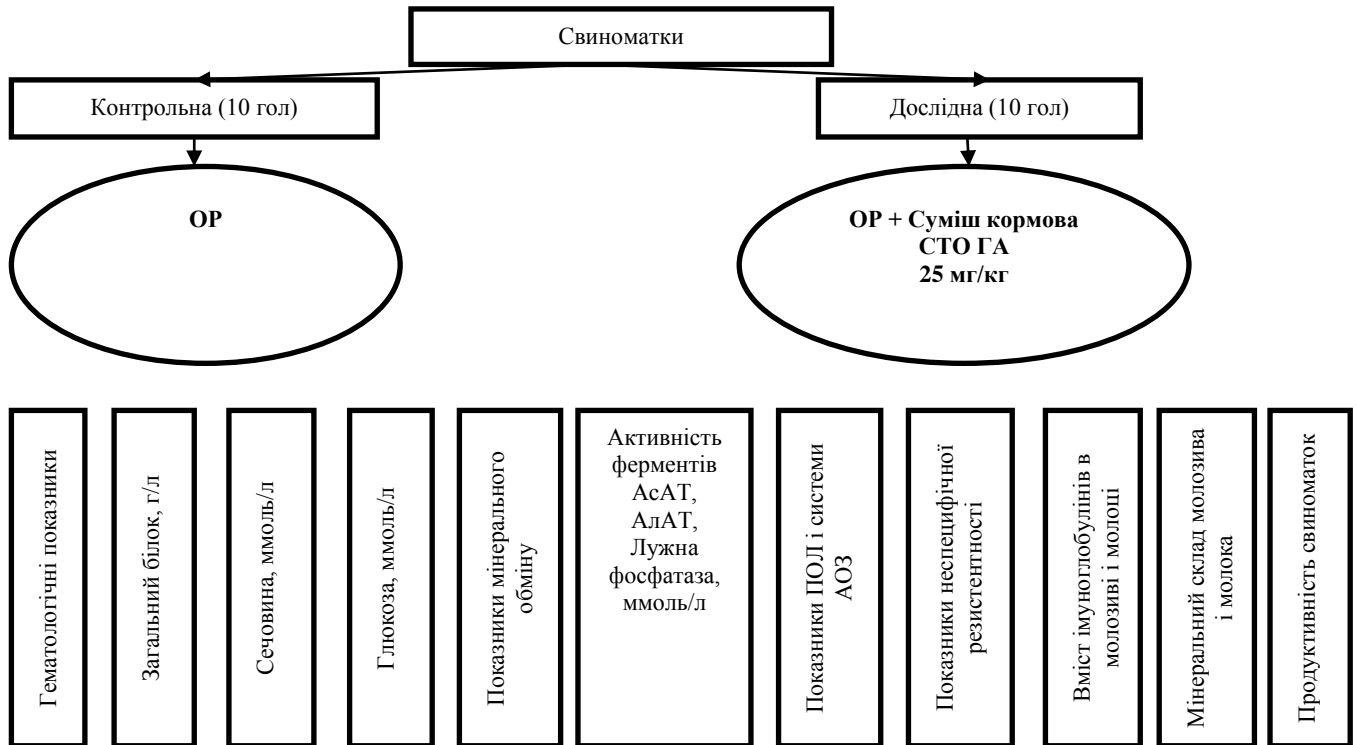 Свиноматки
Контрольна (10 гол)
Дослідна (10 гол)
ОР
ОР + Суміш кормова
СТО ГА
25 мг/кг
Гематологічні показники
Загальний білок, г/л
Сечовина, ммоль/л
Глюкоза, ммоль/л
Показники мінерального
обміну
Активність
ферментів
АсАТ,
АлАТ,
Лужна
фосфатаза,
ммоль/л
Показники ПОЛ і системи
АОЗ
Показники неспецифічної
резистентності
Вміст імуноглобулінів в
молозиві і молоці
Мінеральний склад молозива
і молока
Продуктивність свиноматок